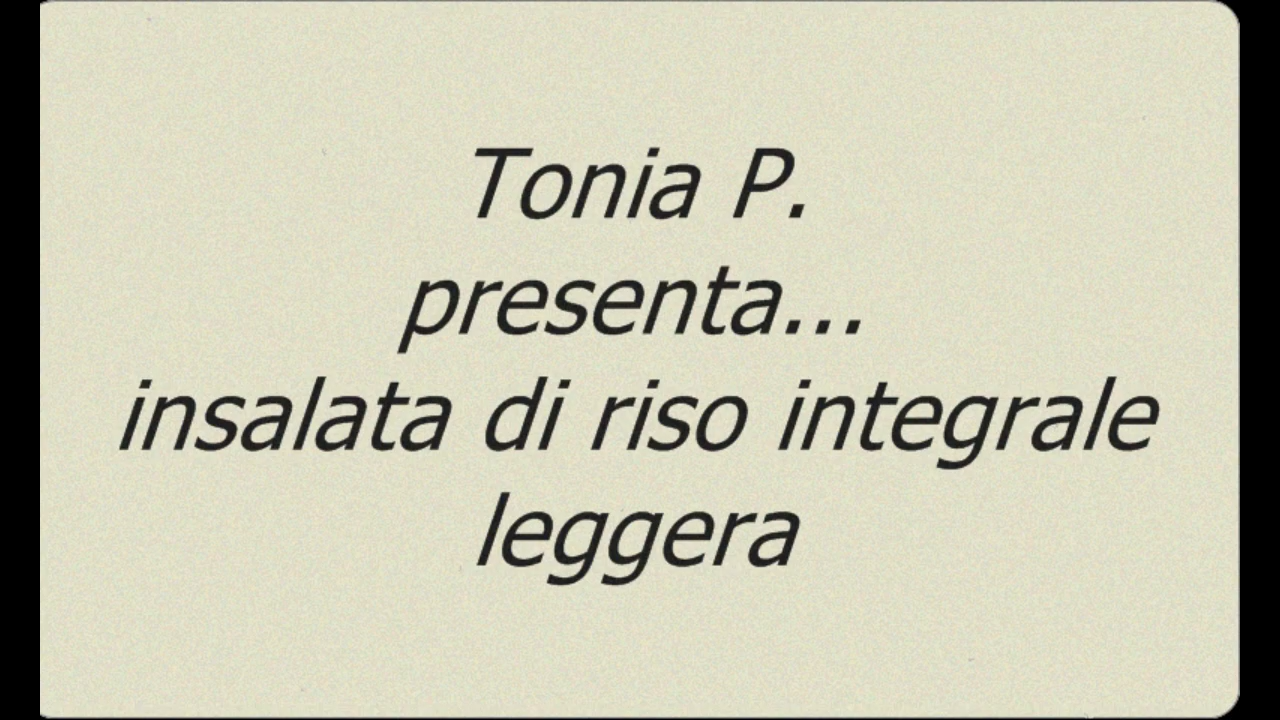 Tonia P.
presenta...
insalata di riso integrale
leggera